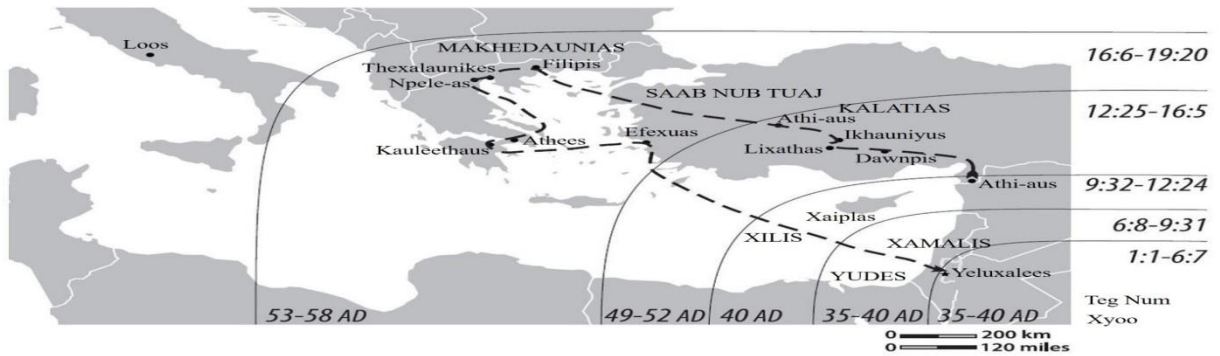 Loos
MAKHEDAUNIAS
Thexalaunikes
Filipis
Npele-as
SAAB NUB TUAJ
KALATIAS
Athi-aus
Efexuas
Ikhauniyus
Athees
Kauleethaus
Lixathas
Dawnpis
Athi-aus
Xaiplas
XILIS
XAMALIS
YUDES
Yeluxalees
16:6-19:20
12:25-16:5
9:32-12:24
6:8-9:31
1:1-6:7
Teg Num
Xyoo
53-58 AD
49-52 AD
40 AD
35-40 AD
35-40 AD
0 200 km
0 120 miles